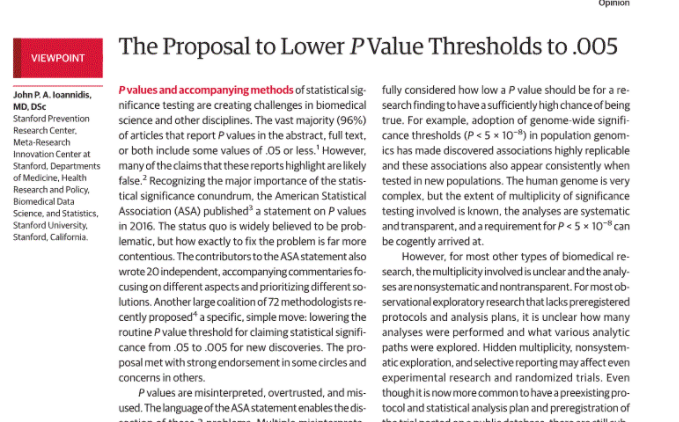 Opinion
VIEWPOINT
The Proposal to Lower P Value Thresholds to .005
John P. A. Ioannidis,
MD, DSc
Stanford Prevention
Research Center,
Meta-Research
Innovation Center at
Stanford, Departments
of Medicine, Health
Research and Policy,
Biomedical Data
Science, and Statistics,
Stanford University,
Stanford, California.
P values and accompanying methods of statistical sig-
nificance testing are creating challenges in biomedical
science and other disciplines. The vast majority (96%)
of articles that report P values in the abstract, full text,
or both include some values of .05 or less.¹ However,
many of the claims that these reports highlight are likely
false.² Recognizing the major importance of the statis-
tical significance conundrum, the American Statistical
Association (ASA) published³ a statement on P values
in 2016. The status quo is widely believed to be prob-
lematic, but how exactly to fix the problem is far more
contentious. The contributors to the ASA statement also
wrote 20 independent, accompanying commentaries fo-
cusing on different aspects and prioritizing different so-
lutions. Another large coalition of 72 methodologists re-
cently proposed⁴ a specific, simple move: lowering the
routine P value threshold for claiming statistical signifi-
cance from .05 to .005 for new discoveries. The pro-
posal met with strong endorsement in some circles and
concerns in others.
P values are misinterpreted, overtrusted, and mis-
used. The language of the ASA statement enables the dis-
section of these 3 problems. Multiple misinterpreta-
fully considered how low a P value should be for a re-
search finding to have a sufficiently high chance of being
true. For example, adoption of genome-wide signifi-
cance thresholds (P < 5 × 10⁻⁸) in population genom-
ics has made discovered associations highly replicable
and these associations also appear consistently when
tested in new populations. The human genome is very
complex, but the extent of multiplicity of significance
testing involved is known, the analyses are systematic
and transparent, and a requirement for P < 5 × 10⁻⁸ can
be cogently arrived at.
However, for most other types of biomedical re-
search, the multiplicity involved is unclear and the analy-
ses are nonsystematic and nontransparent. For most ob-
servational exploratory research that lacks preregistered
protocols and analysis plans, it is unclear how many
analyses were performed and what various analytic
paths were explored. Hidden multiplicity, nonsystem-
atic exploration, and selective reporting may affect even
experimental research and randomized trials. Even
though it is now more common to have a preexisting pro-
tocol and statistical analysis plan and preregistration of
the trial posted on a public database, there are still sub-